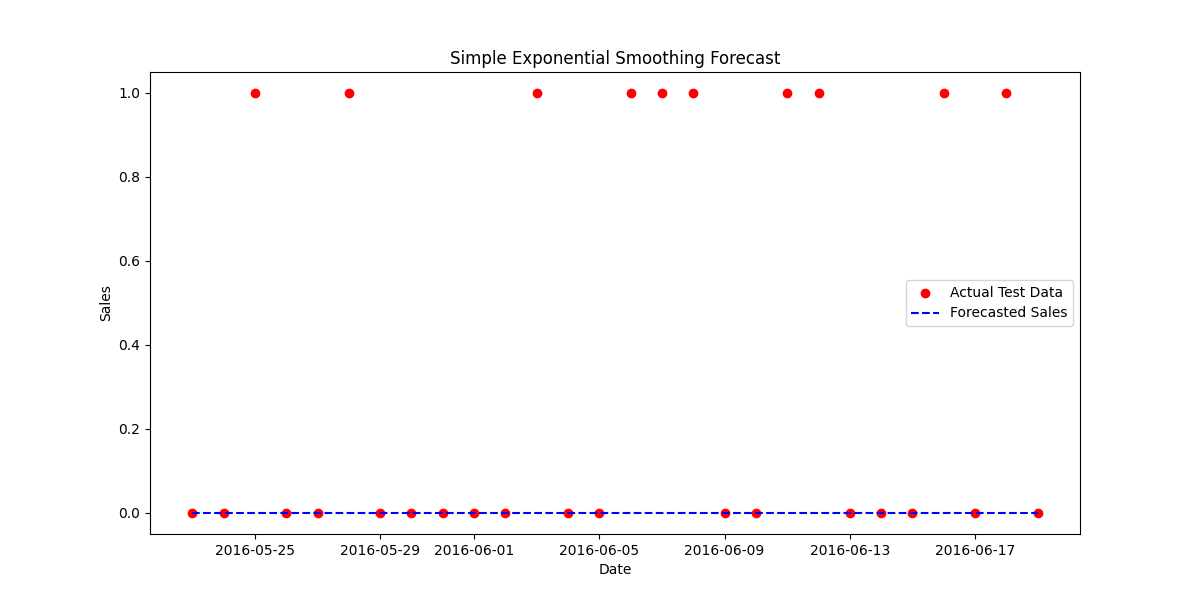 Simple Exponential Smoothing Forecast
1.0
0.8
0.6
0.4
0.2
0.0
Sales
Actual Test Data
Forecasted Sales
2016-05-25 2016-05-29 2016-06-01 2016-06-05 2016-06-09 2016-06-13 2016-06-17
Date